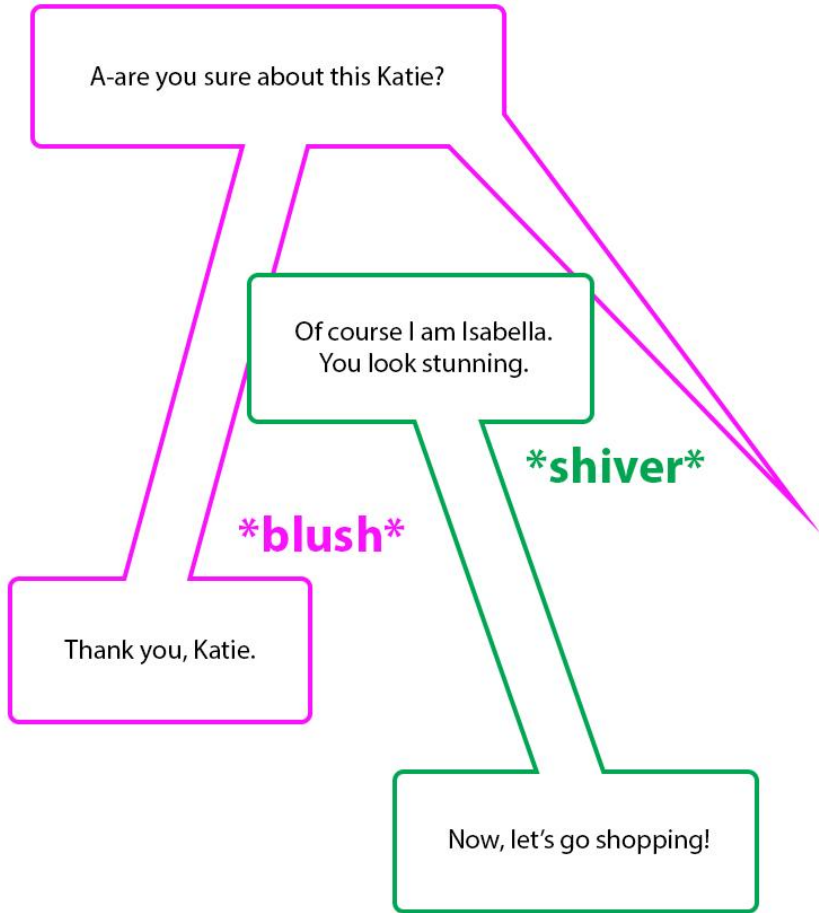 A-are you sure about this Katie?
Of course I am Isabella.
You look stunning.
*shiver*
*blush*
Thank you, Katie.
Now, let's go shopping!